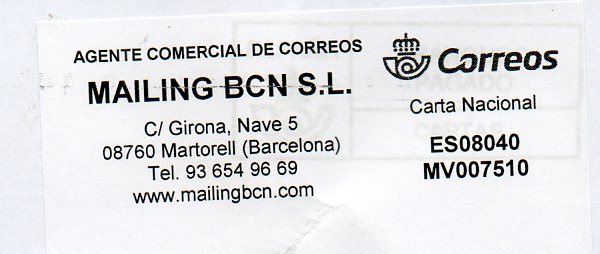 AGENTE COMERCIAL DE CORREOS
MAILING BCN S.L.
C/ Girona, Nave 5
08760 Martorell (Barcelona)
Tel. 93 654 96 69
www.mailingbcn.com
Correos
Carta Nacional
ES08040
MV007510
PAGADO